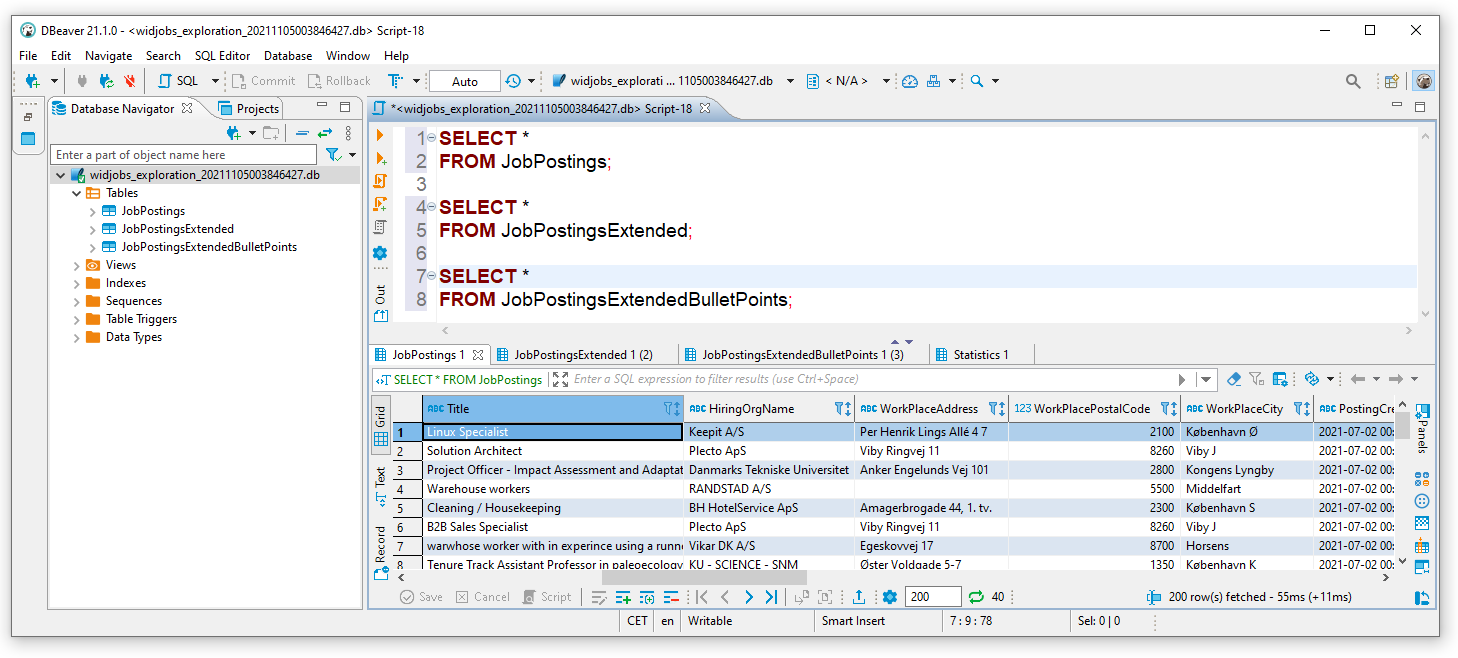 DBeaver 21.1.0 - <widjobs_exploration_20211105003846427.db> Script-18
File Edit Navigate Search SQL Editor Database Window Help
SQL Commit Rollback Auto widjobs_explorati ... 1105003846427.db < N/A >
Database Navigator Projects
Enter a part of object name here
widjobs_exploration_20211105003846427.db
Tables
JobPostings
JobPostingsExtended
JobPostingsExtendedBulletPoints
Views
Indexes
Sequences
Table Triggers
Data Types
*<widjobs_exploration_20211105003846427.db> Script-18
1 SELECT *
2 FROM JobPostings;
3
4 SELECT *
5 FROM JobPostingsExtended;
6
7 SELECT *
8 FROM JobPostingsExtendedBulletPoints;
Out
JobPostings 1 JobPostingsExtended 1 (2) JobPostingsExtendedBulletPoints 1 (3) Statistics 1
SELECT * FROM JobPostings Enter a SQL expression to filter results (use Ctrl+Space)
Grid
Text
Record
ABC Title ABC HiringOrgName ABC WorkPlaceAddress 123 WorkPlacePostalCode ABC WorkPlaceCity ABC PostingCre
1 Linux Specialist Keepit A/S Per Henrik Lings Allé 4 7 2100 København Ø 2021-07-02 00:
2 Solution Architect Plecto ApS Viby Ringvej 11 8260 Viby J 2021-07-02 00:
3 Project Officer - Impact Assessment and Adaptat Danmarks Tekniske Universitet Anker Engelunds Vej 101 2800 Kongens Lyngby 2021-07-02 00:
4 Warehouse workers RANDSTAD A/S 5500 Middelfart 2021-07-02 00:
5 Cleaning / Housekeeping BH HotelService ApS Amagerbrogade 44, 1. tv. 2300 København S 2021-07-02 00:
6 B2B Sales Specialist Plecto ApS Viby Ringvej 11 8260 Viby J 2021-07-02 00:
7 warwhose worker with in experince using a runn Vikar DK A/S Egeskovvej 17 8700 Horsens 2021-07-02 00:
8 Tenure Track Assistant Professor in paleoecology KU - SCIENCE - SNM Øster Voldgade 5-7 1350 København K 2021-07-02 00:
Panels
Save Cancel Script 200 40 200 row(s) fetched - 55ms (+11ms)
CET en Writable Smart Insert 7 : 9 : 78 Sel: 0 | 0